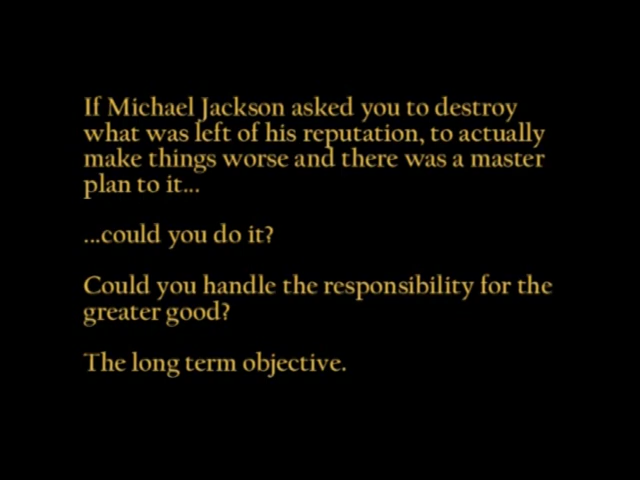 If Michael Jackson asked you to destroy
what was left of his reputation, to actually
make things worse and there was a master
plan to it...
...could you do it?
Could you handle the responsibility for the
greater good?
The long term objective.